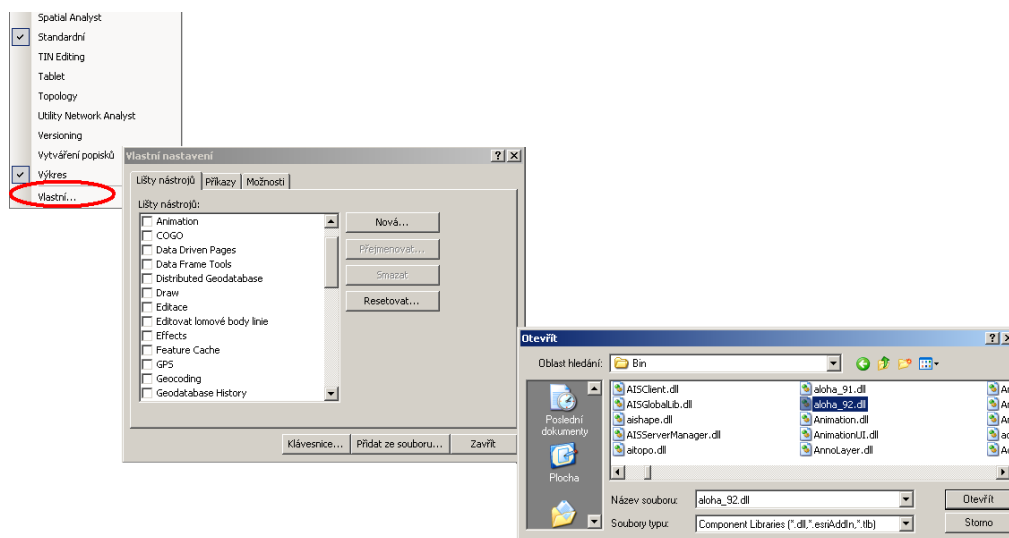 Spatial Analyst
Standardní
TIN Editing
Tablet
Topology
Utility Network Analyst
Versioning
Vytváření popisků
Výkres
Vlastní...
Vlastní nastavení
Lišty nástrojů Příkazy Možnosti
Lišty nástrojů:
Animation
COGO
Data Driven Pages
Data Frame Tools
Distributed Geodatabase
Draw
Editace
Editovat lomové body linie
Effects
Feature Cache
GPS
Geocoding
Geodatabase History
Nová...
Přejmenovat...
Smazat
Resetovat...
Klávesnice... Přidat ze souboru... Zavřít
Otevřít
Oblast hledání: Bin
Poslední dokumenty
Plocha
AISClient.dll
AISGlobalLib.dll
aishape.dll
AISServerManager.dll
aitopo.dll
aloha_91.dll
aloha_92.dll
Animation.dll
AnimationUI.dll
AnnoLayer.dll
Název souboru: aloha_92.dll Otevřít
Soubory typu: Component Libraries (*.dll,*.esriAddIn,*.tlb) Storno